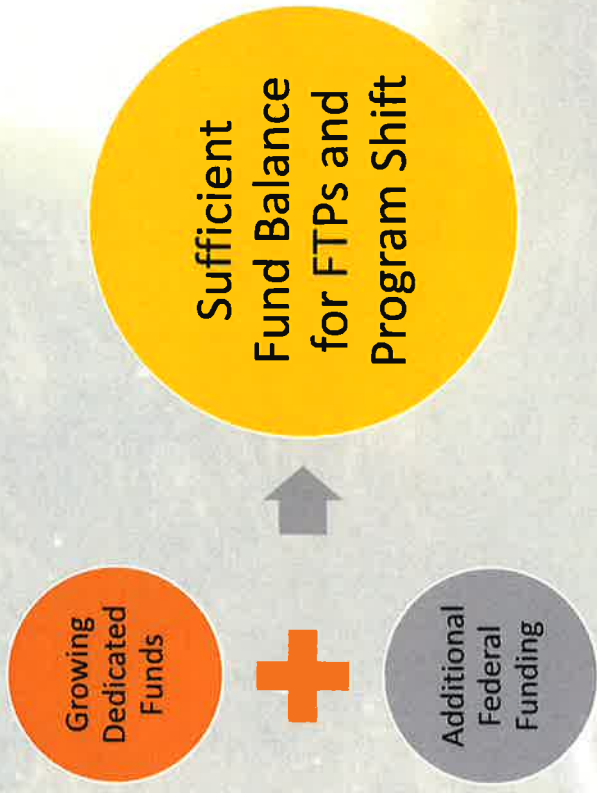 Growing
Dedicated
Funds
Additional
Federal
Funding
Sufficient
Fund Balance
for FTPs and
Program Shift